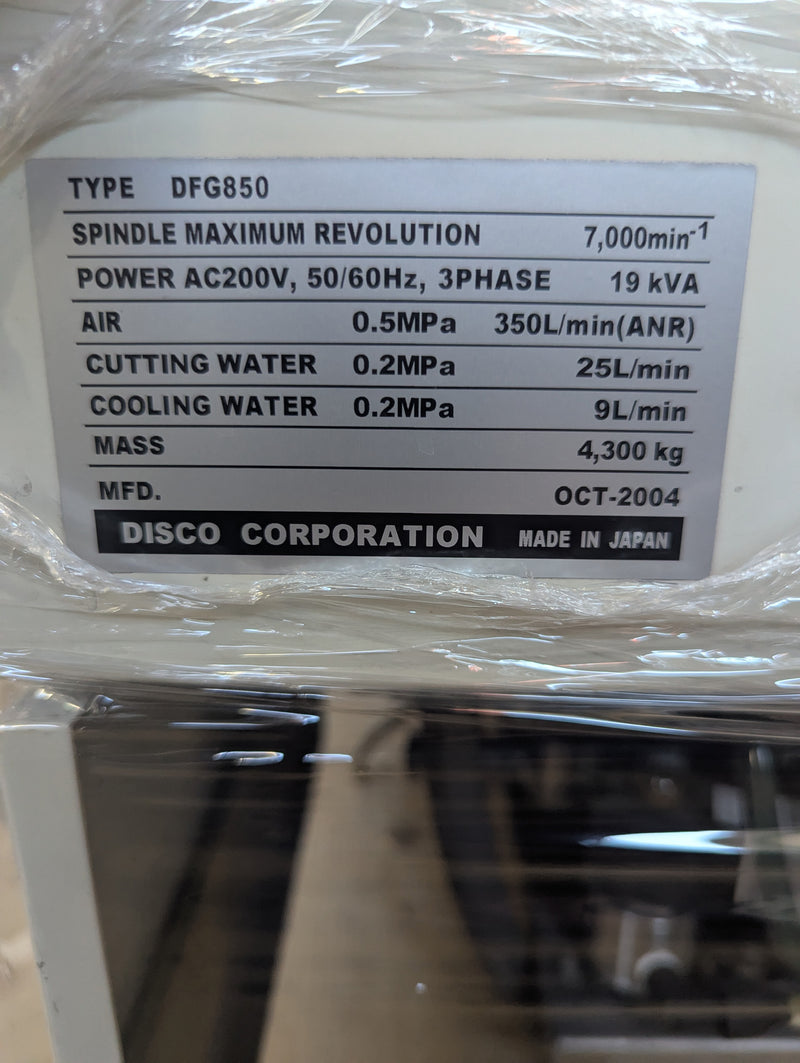 TYPE DFG850
SPINDLE MAXIMUM REVOLUTION 7,000min⁻¹
POWER AC200V, 50/60Hz, 3PHASE 19 kVA
AIR 0.5MPa 350L/min(ANR)
CUTTING WATER 0.2MPa 25L/min
COOLING WATER 0.2MPa 9L/min
MASS 4,300 kg
MFD. OCT-2004
DISCO CORPORATION MADE IN JAPAN